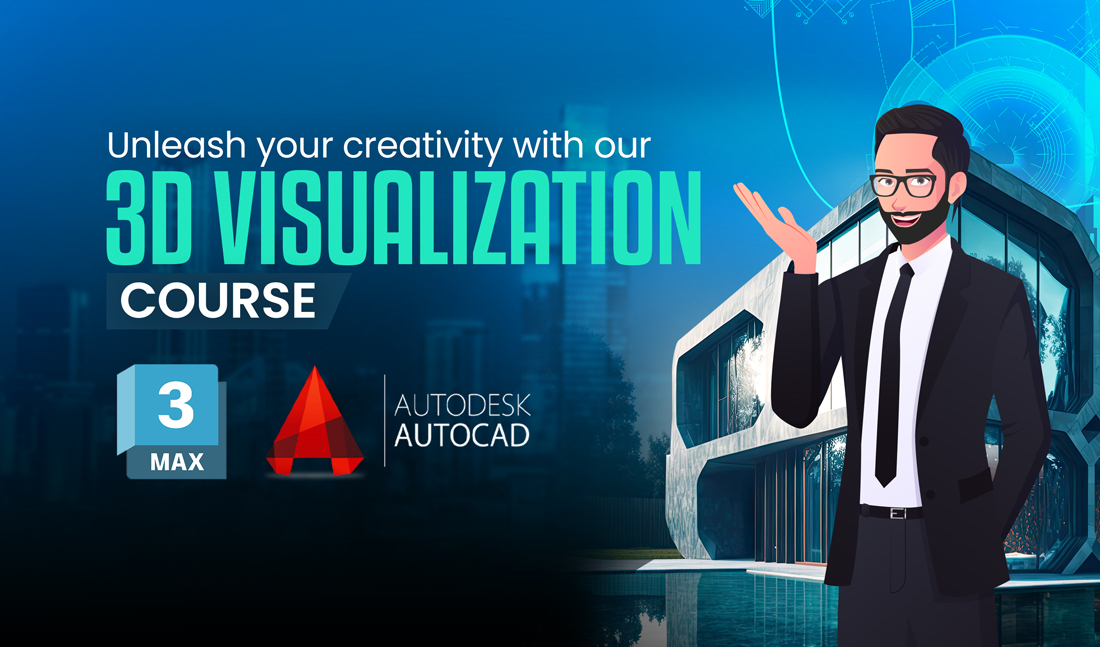 Unleash your creativity with our
3D VISUALIZATION
COURSE
3
MAX
AUTODESK
AUTOCAD